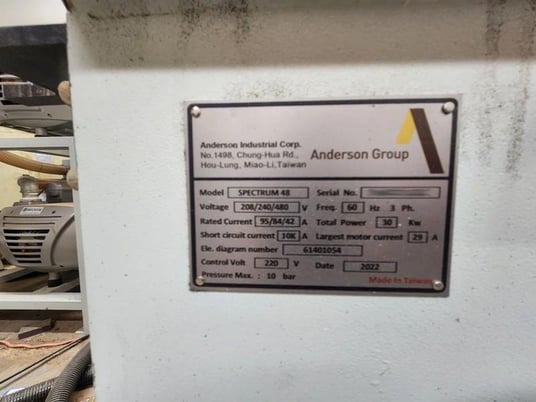 Anderson Industrial Corp.
No.1498, Chung-Hua Rd.,
Hou-Lung, Miao-Li,Taiwan
Anderson Group
Model SPECTRUM 48 Serial No.
Voltage 208/240/480 V Freq. 60 Hz 3 Ph.
Rated Current 95/84/42 A Total Power 30 Kw
Short circuit current 10K A Largest motor current 29 A
Ele. diagram number 61401054
Control Volt 220 V Date 2022
Pressure Max. : 10 bar
Made In Taiwan